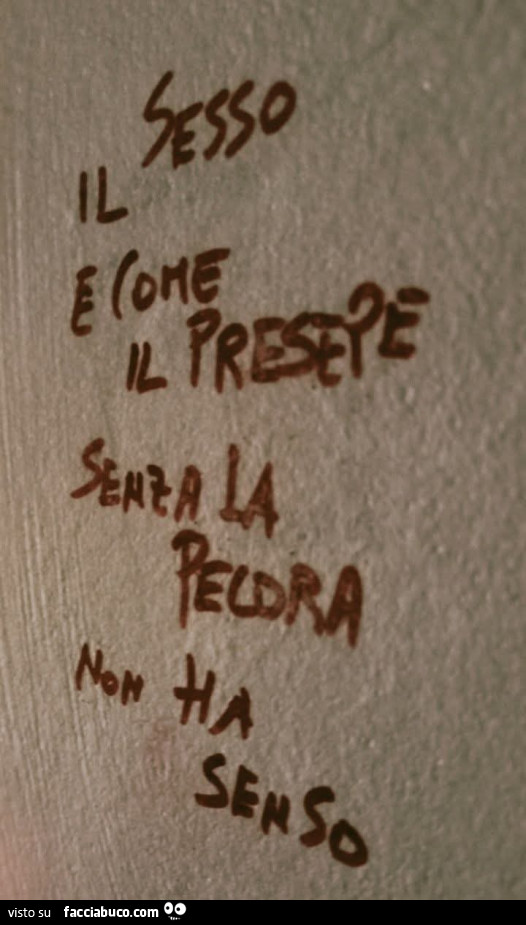 IL SESSO
E COME
IL PRESEPE
SENZA LA
PECORA
NON HA
SENSO
visto su facciabuco.com